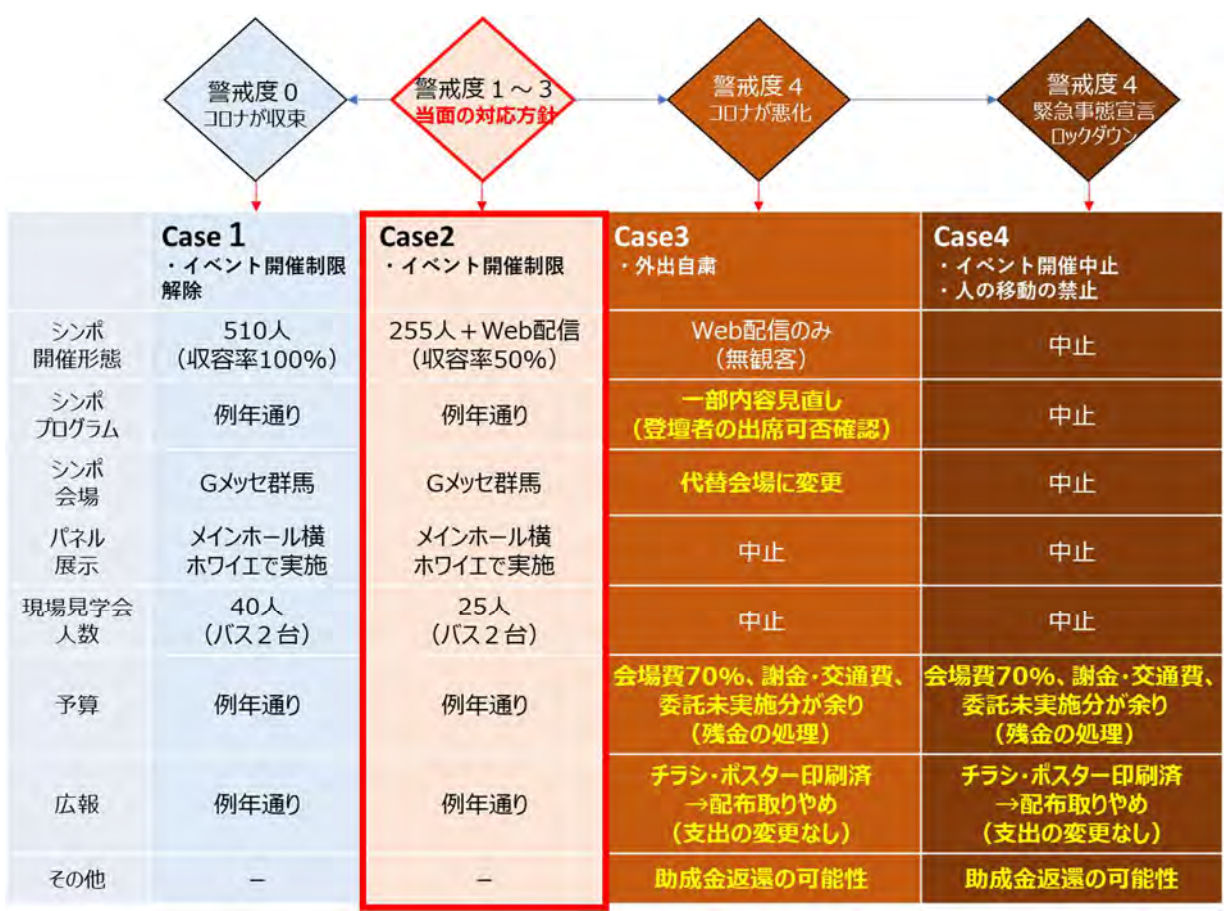 警戒度０
コロナが収束
警戒度１～３
当面の対応方針
警戒度４
コロナが悪化
警戒度４
緊急事態宣言
ロックダウン
Case１
・イベント開催制限
解除
Case2
・イベント開催制限
Case3
・外出自粛
Case4
・イベント開催中止
・人の移動の禁止
シンポ
開催形態
510人
（収容率100%）
255人＋Web配信
（収容率50%）
Web配信のみ
（無観客）
中止
シンポ
プログラム
例年通り
例年通り
一部内容見直し
（登壇者の出席可否確認）
中止
シンポ
会場
Gメッセ群馬
Gメッセ群馬
代替会場に変更
中止
パネル
展示
メインホール横
ホワイエで実施
メインホール横
ホワイエで実施
中止
中止
現場見学会
人数
40人
（バス２台）
25人
（バス２台）
中止
中止
予算
例年通り
例年通り
会場費70%、謝金・交通費、
委託未実施分が余り
（残金の処理）
会場費70%、謝金・交通費、
委託未実施分が余り
（残金の処理）
広報
例年通り
例年通り
チラシ・ポスター印刷済
→配布取りやめ
（支出の変更なし）
チラシ・ポスター印刷済
→配布取りやめ
（支出の変更なし）
その他
－
－
助成金返還の可能性
助成金返還の可能性